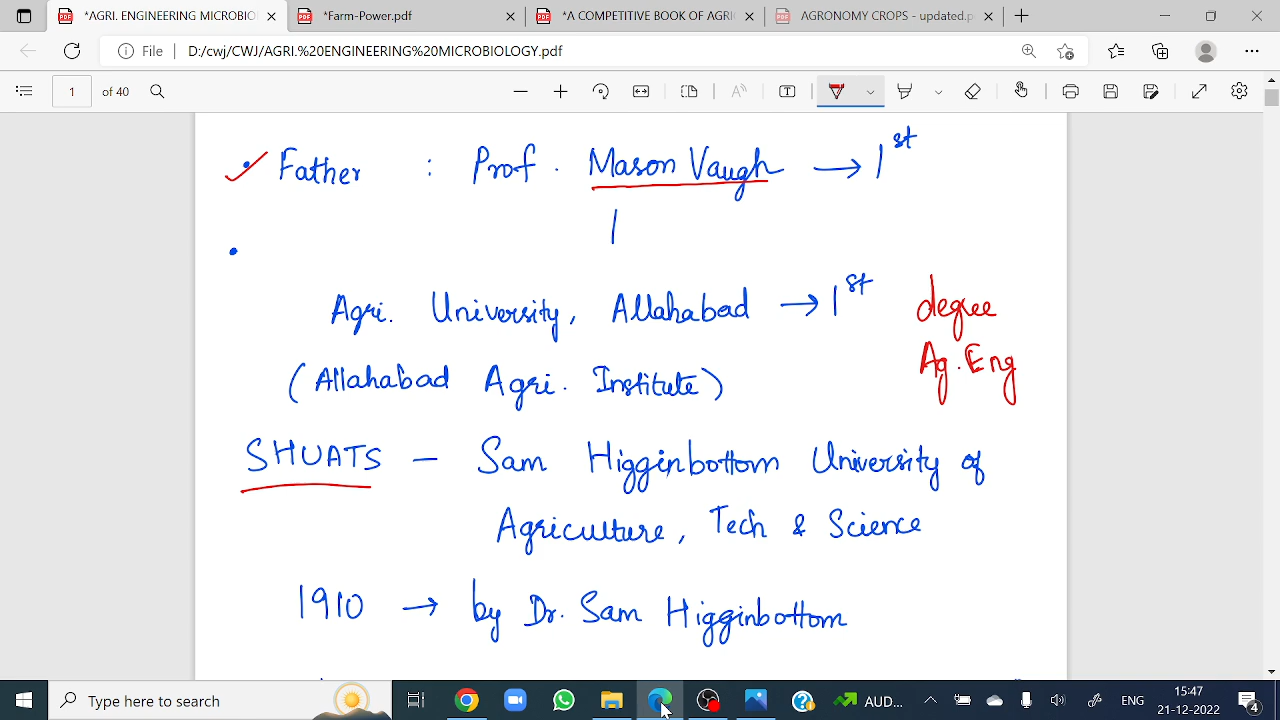 *AGRI. ENGINEERING MICROBIO
*Farm-Power.pdf
*A COMPETITIVE BOOK OF AGRI
AGRONOMY CROPS - updated.p
File
D:/cwj/CWJ/AGRI.%20ENGINEERING%20MICROBIOLOGY.pdf
1 of 40
Father : Prof. Mason Vaugh → 1st
Agri. University, Allahabad → 1st degree
(Allahabad Agri. Institute) Ag. Eng
SHUATS - Sam Higginbottom University of
Agriculture, Tech & Science
1910 → by Dr. Sam Higginbottom
Type here to search
AUD...
ENG
15:47
21-12-2022
4